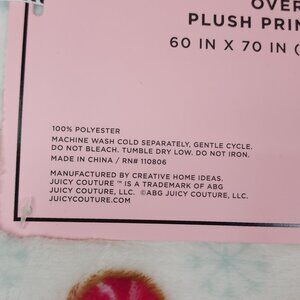 OVER
PLUSH PRIN
60 IN X 70 IN (
100% POLYESTER
MACHINE WASH COLD SEPARATELY, GENTLE CYCLE.
DO NOT BLEACH. TUMBLE DRY LOW. DO NOT IRON.
MADE IN CHINA / RN# 110806
MANUFACTURED BY CREATIVE HOME IDEAS.
JUICY COUTURE ™ IS A TRADEMARK OF ABG
JUICY COUTURE, LLC. ©ABG JUICY COUTURE, LLC.
JUICYCOUTURE.COM